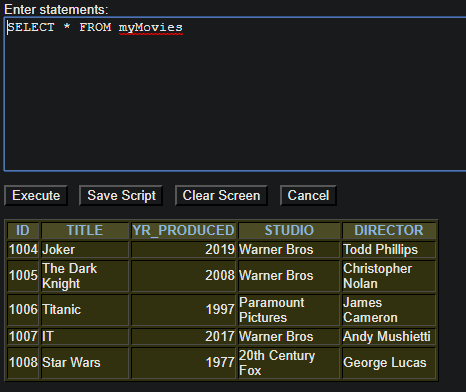 Enter statements:
SELECT * FROM myMovies
Execute Save Script Clear Screen Cancel
ID TITLE YR_PRODUCED STUDIO DIRECTOR
1004 Joker 2019 Warner Bros Todd Phillips
1005 The Dark Knight 2008 Warner Bros Christopher Nolan
1006 Titanic 1997 Paramount Pictures James Cameron
1007 IT 2017 Warner Bros Andy Mushietti
1008 Star Wars 1977 20th Century Fox George Lucas